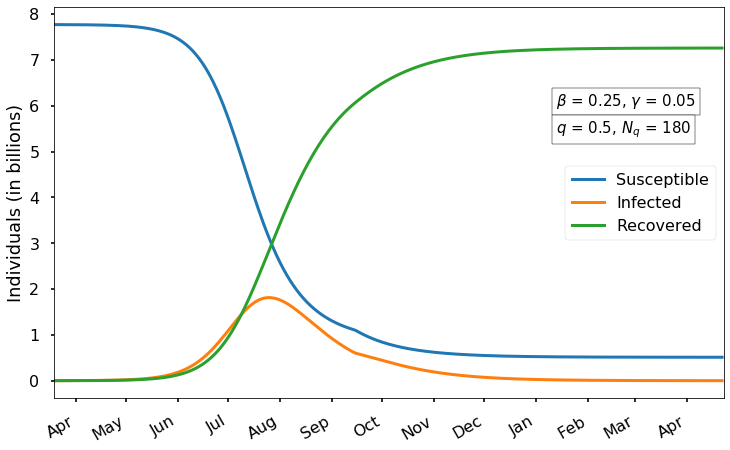 Individuals (in billions)
8
7
6
5
4
3
2
1
0
β = 0.25, γ = 0.05
q = 0.5, N_q = 180
Susceptible
Infected
Recovered
Apr May Jun Jul Aug Sep Oct Nov Dec Jan Feb Mar Apr